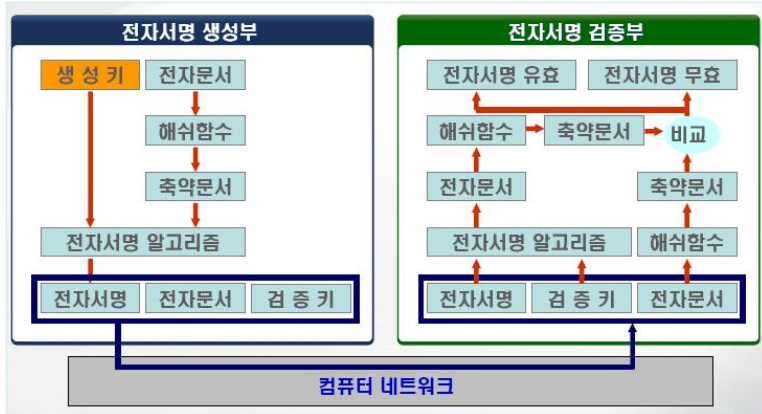 전자서명 생성부
생 성 키
전자문서
해쉬함수
축약문서
전자서명 알고리즘
전자서명
전자문서
검 증 키
전자서명 검증부
전자서명 유효
전자서명 무효
해쉬함수
축약문서
비교
전자문서
축약문서
전자서명 알고리즘
해쉬함수
전자서명
검 증 키
전자문서
컴퓨터 네트워크